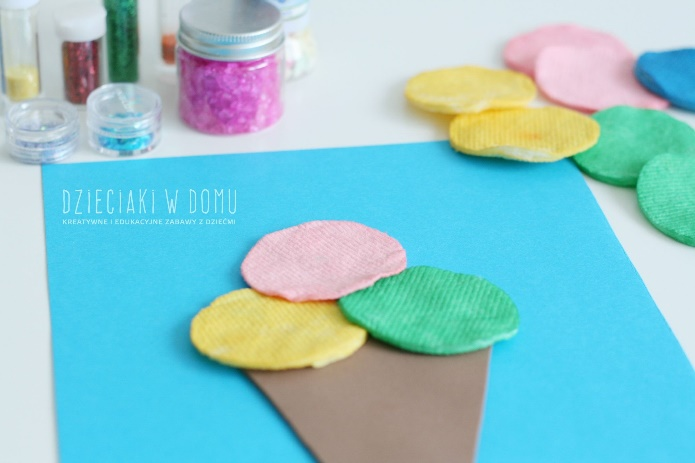 DZIECIAKI W DOMU
KREATYWNE I EDUKACYJNE ZABAWY Z DZIEĆMI